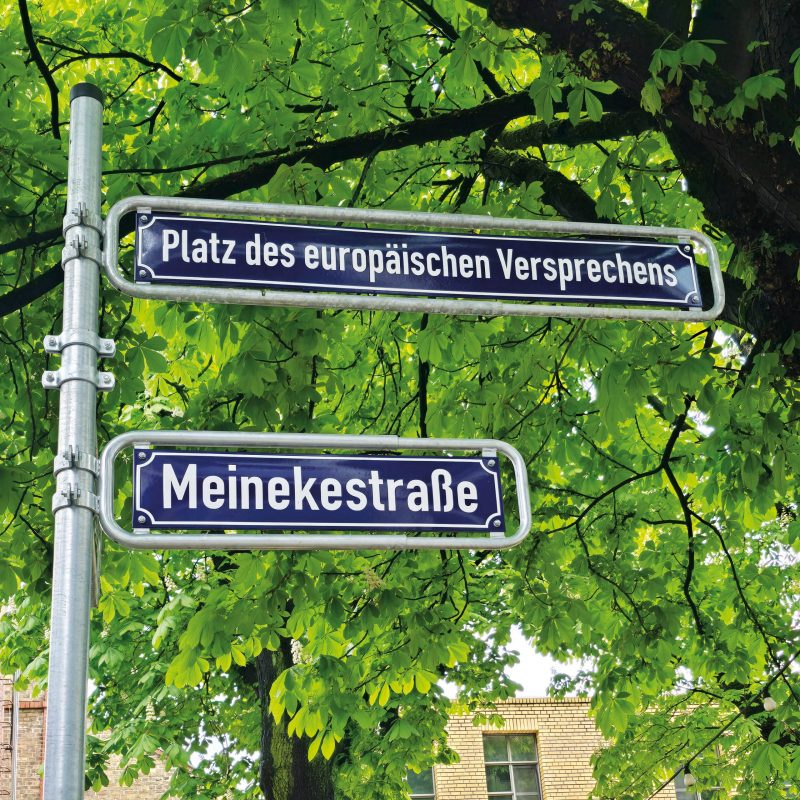 Platz des europäischen Versprechens
Meinekestraße